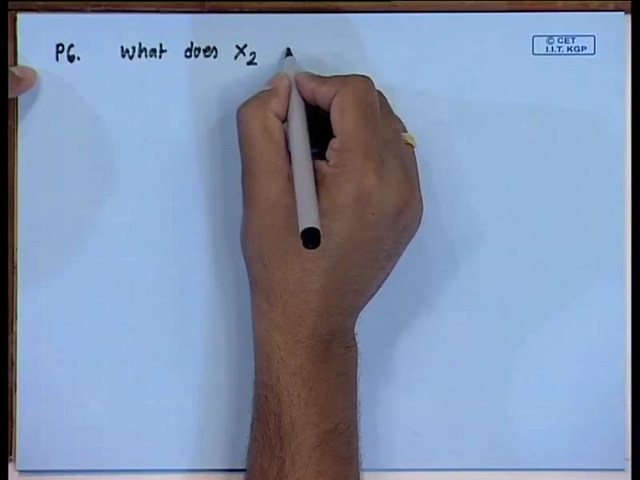 P6. What does X₂
© CET
I.I.T. KGP